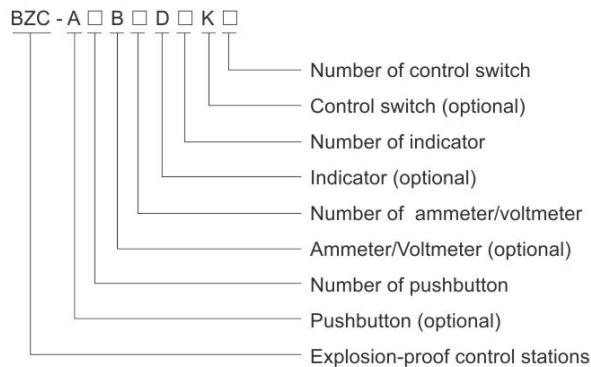 BZC - A □ B □ D □ K □
Number of control switch
Control switch (optional)
Number of indicator
Indicator (optional)
Number of ammeter/voltmeter
Ammeter/Voltmeter (optional)
Number of pushbutton
Pushbutton (optional)
Explosion-proof control stations